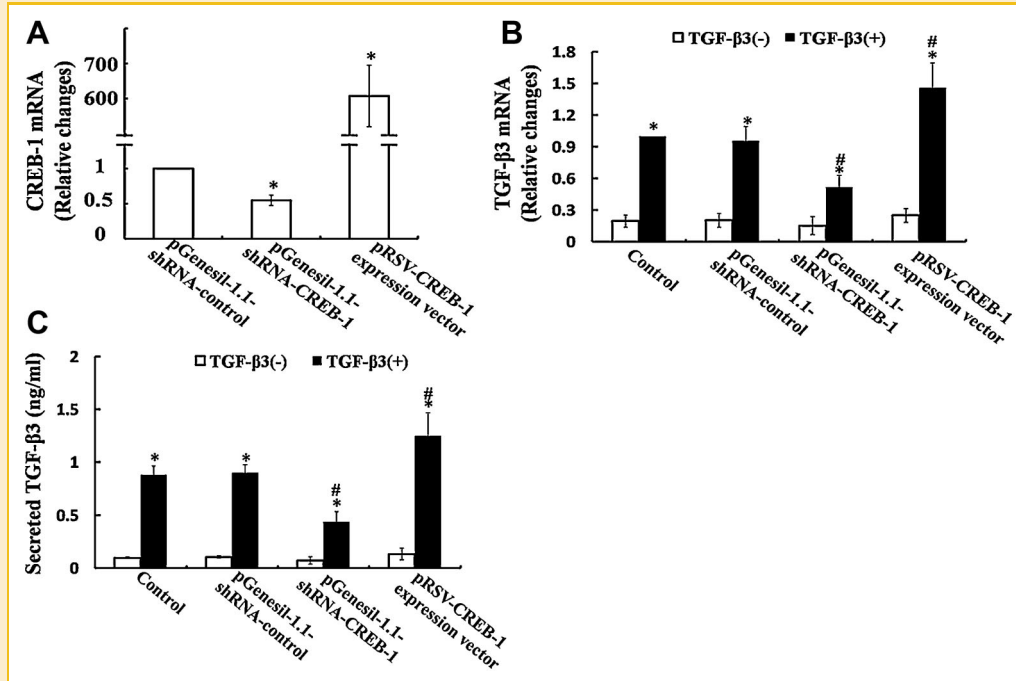 A
CREB-1 mRNA
(Relative changes)
700
600
1
0.5
0
*
*
pGenesil-1.1-
shRNA-control
pGenesil-1.1-
shRNA-CREB-1
pRSV-CREB-1
expression vector
B
TGF-β3(-) TGF-β3(+)
TGF-β3 mRNA
(Relative changes)
1.8
1.5
1.2
0.9
0.6
0.3
0
*
*
#
*
#
*
Control
pGenesil-1.1-
shRNA-control
pGenesil-1.1-
shRNA-CREB-1
pRSV-CREB-1
expression vector
C
TGF-β3(-) TGF-β3(+)
Secreted TGF-β3 (ng/ml)
2
1.5
1
0.5
0
*
*
#
*
#
*
Control
pGenesil-1.1-
shRNA-control
pGenesil-1.1-
shRNA-CREB-1
pRSV-CREB-1
expression vector